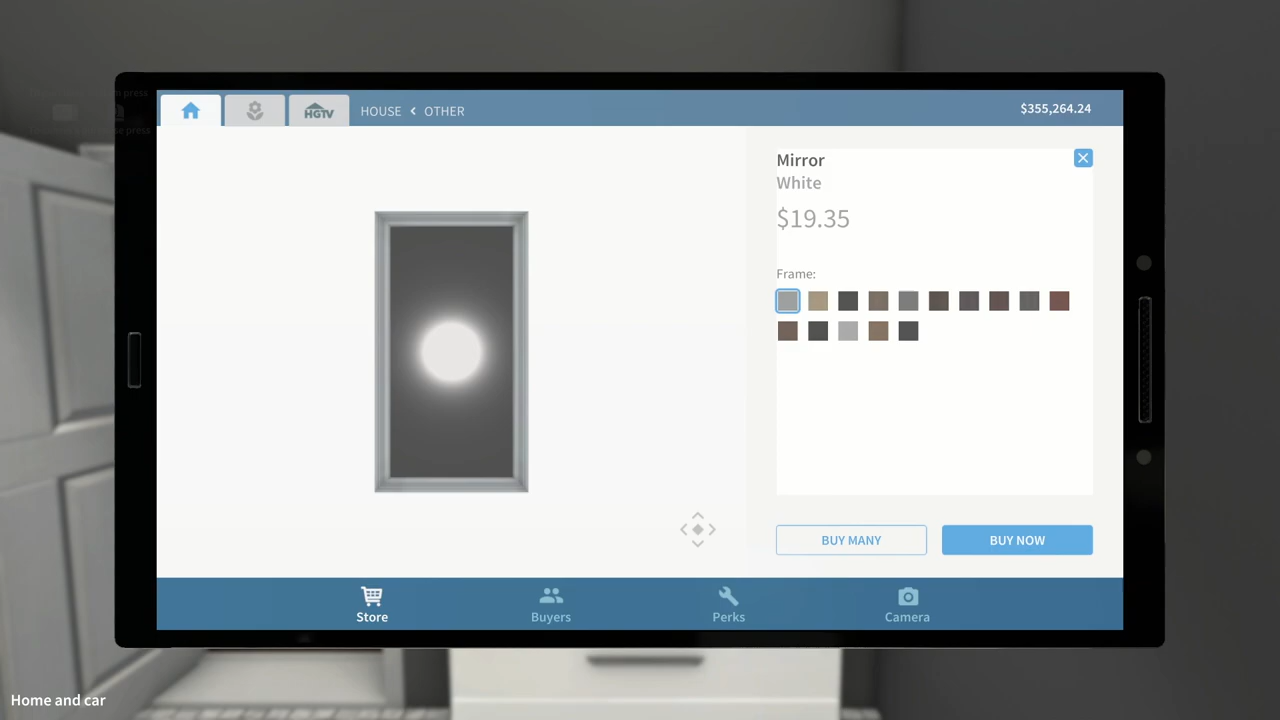 HGTV
HOUSE < OTHER
$355,264.24
Mirror
White
$19.35
Frame:
BUY MANY
BUY NOW
Store
Buyers
Perks
Camera
Home and car